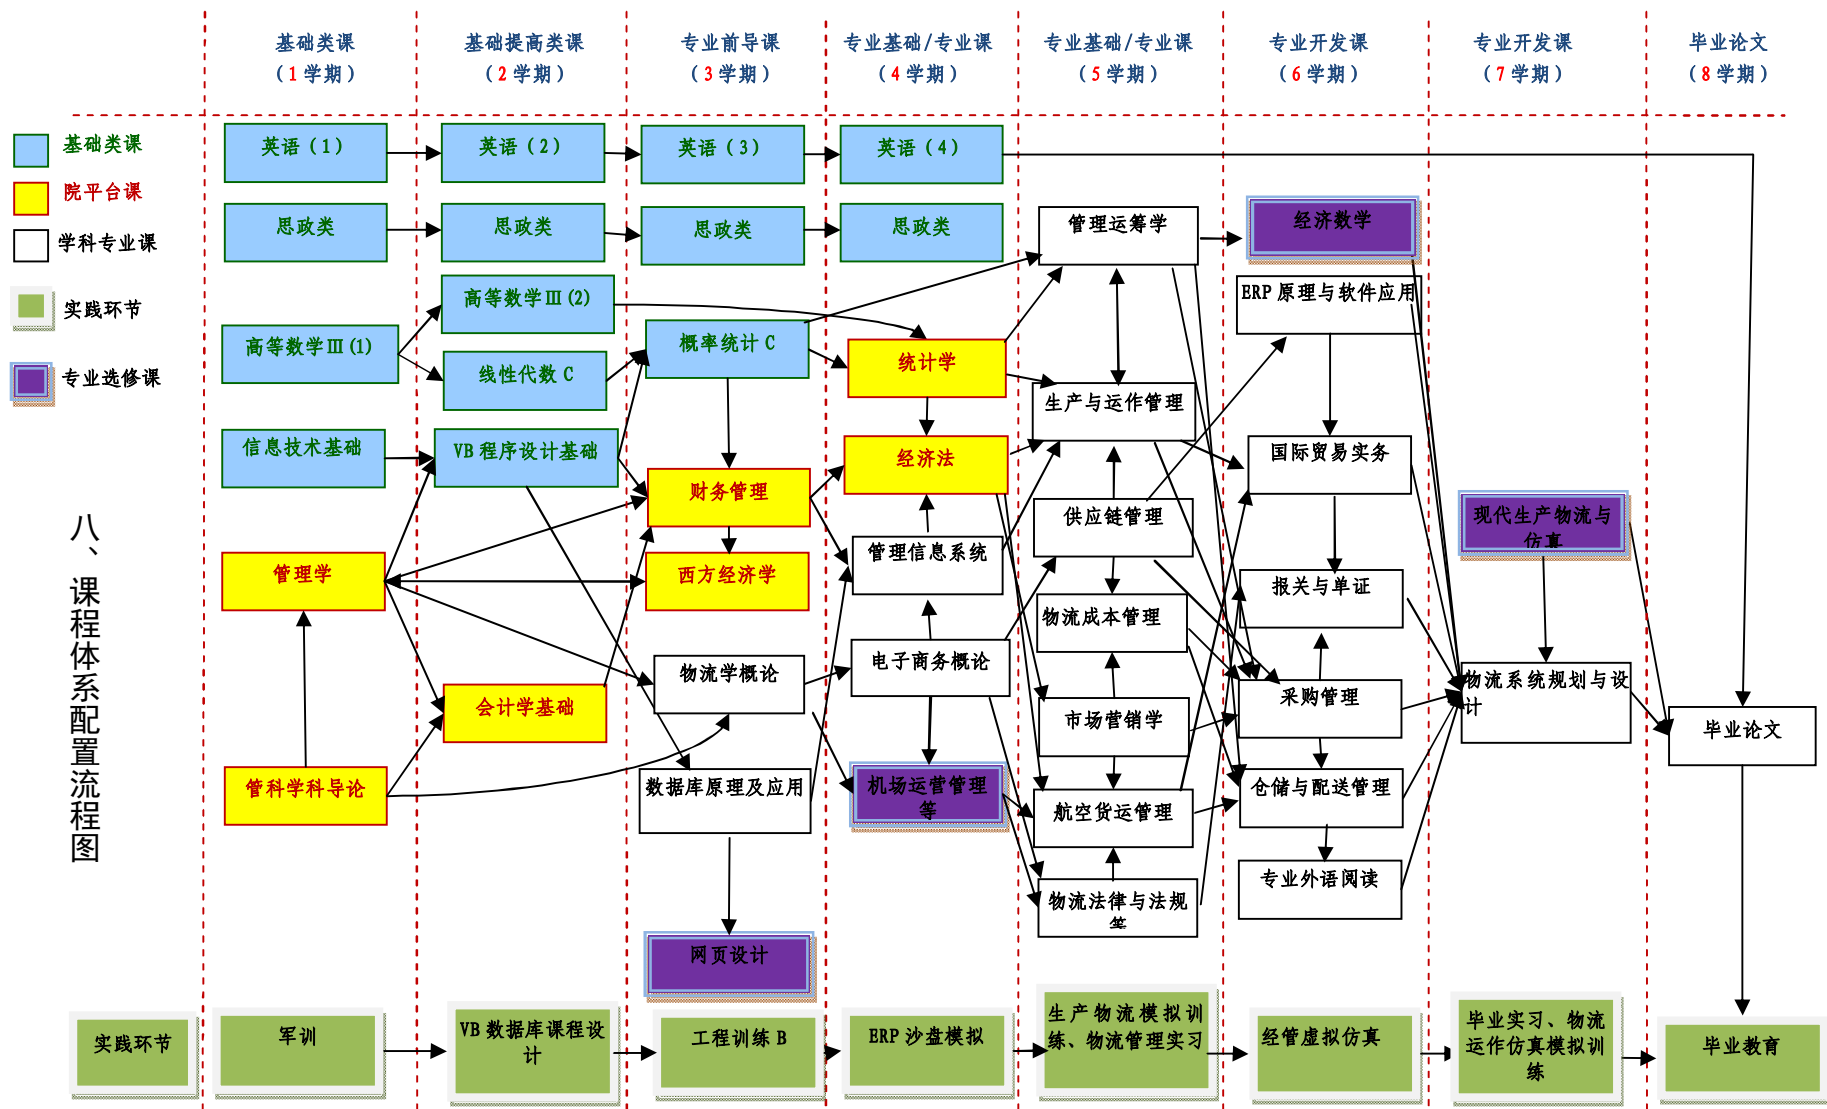 基础类课
（1 学期）
基础提高类课
（2 学期）
专业前导课
（3 学期）
专业基础/专业课
（4 学期）
专业基础/专业课
（5 学期）
专业开发课
（6 学期）
专业开发课
（7 学期）
毕业论文
（8 学期）
基础类课
院平台课
学科专业课
实践环节
专业选修课
八、课程体系配置流程图
英语（1）
思政类
高等数学Ⅲ(1)
信息技术基础
管理学
管科学科导论
英语（2）
思政类
高等数学Ⅲ(2)
线性代数 C
VB 程序设计基础
会计学基础
英语（3）
思政类
概率统计 C
财务管理
西方经济学
物流学概论
数据库原理及应用
网页设计
英语（4）
思政类
统计学
经济法
管理信息系统
电子商务概论
机场运营管理
等
管理运筹学
生产与运作管理
供应链管理
物流成本管理
市场营销学
航空货运管理
物流法律与法规
等
经济数学
ERP 原理与软件应用
国际贸易实务
报关与单证
采购管理
仓储与配送管理
专业外语阅读
现代生产物流与
仿真
物流系统规划与设
计
毕业论文
实践环节
军训
VB 数据库课程设
计
工程训练 B
ERP 沙盘模拟
生产物流模拟训
练、物流管理实习
经管虚拟仿真
毕业实习、物流
运作仿真模拟训
练
毕业教育